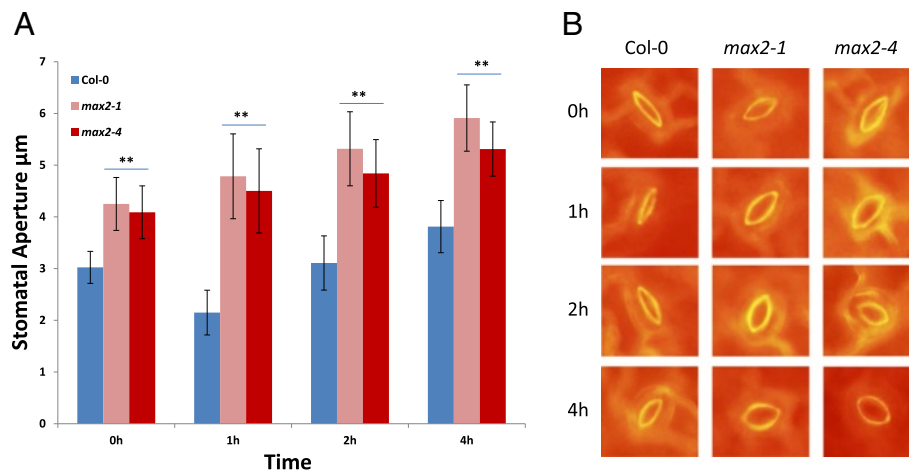 A
7
6
5
4
3
2
1
0
Stomatal Aperture µm
Col-0
max2-1
max2-4
**
**
**
**
0h
1h
2h
4h
Time
B
Col-0 max2-1 max2-4
0h
1h
2h
4h